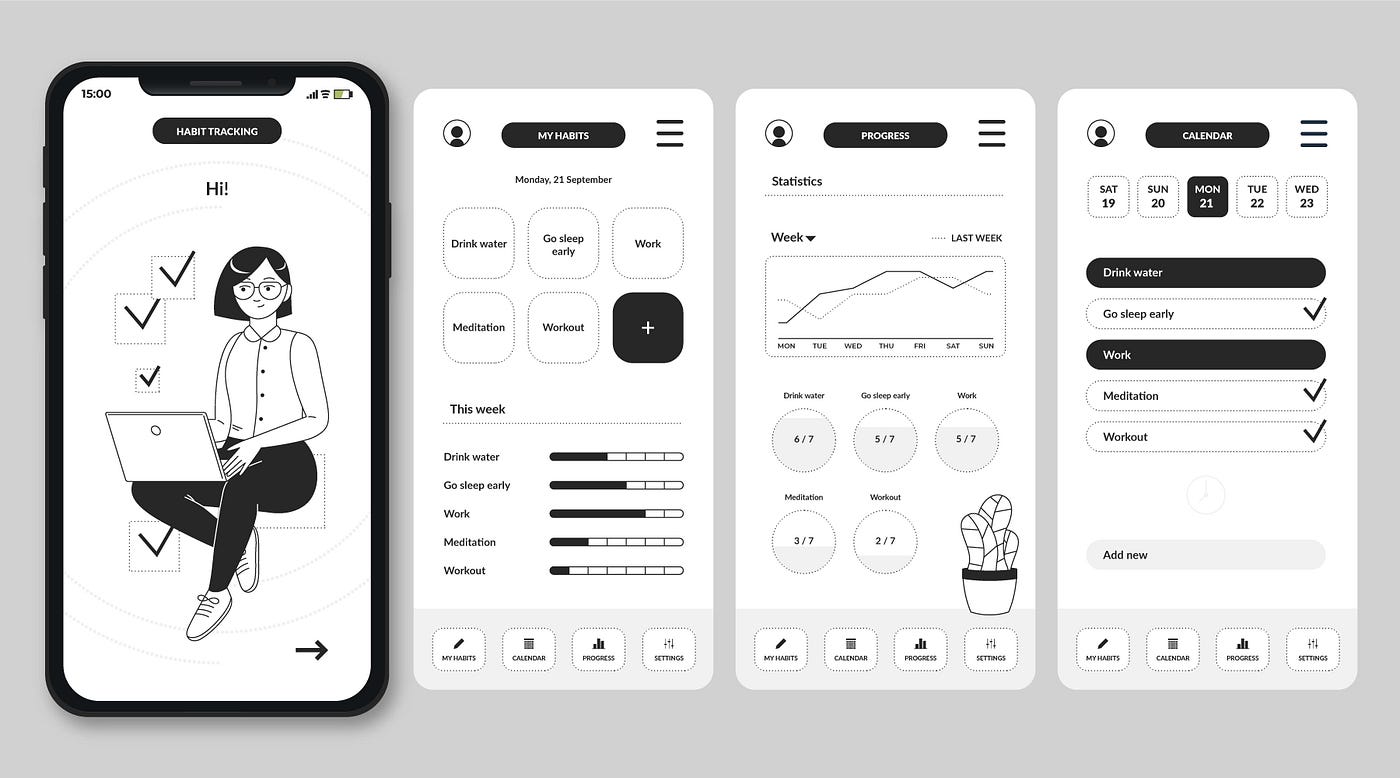 15:00
HABIT TRACKING
Hi!
MY HABITS
Monday, 21 September
Drink water
Go sleep
early
Work
Meditation
Workout
+
This week
Drink water
Go sleep early
Work
Meditation
Workout
MY HABITS
CALENDAR
PROGRESS
SETTINGS
PROGRESS
Statistics
Week
LAST WEEK
MON TUE WED THU FRI SAT SUN
Drink water
Go sleep early
Work
6 / 7
5 / 7
5 / 7
Meditation
Workout
3 / 7
2 / 7
MY HABITS
CALENDAR
PROGRESS
SETTINGS
CALENDAR
SAT SUN MON TUE WED
19 20 21 22 23
Drink water
Go sleep early
Work
Meditation
Workout
Add new
MY HABITS
CALENDAR
PROGRESS
SETTINGS